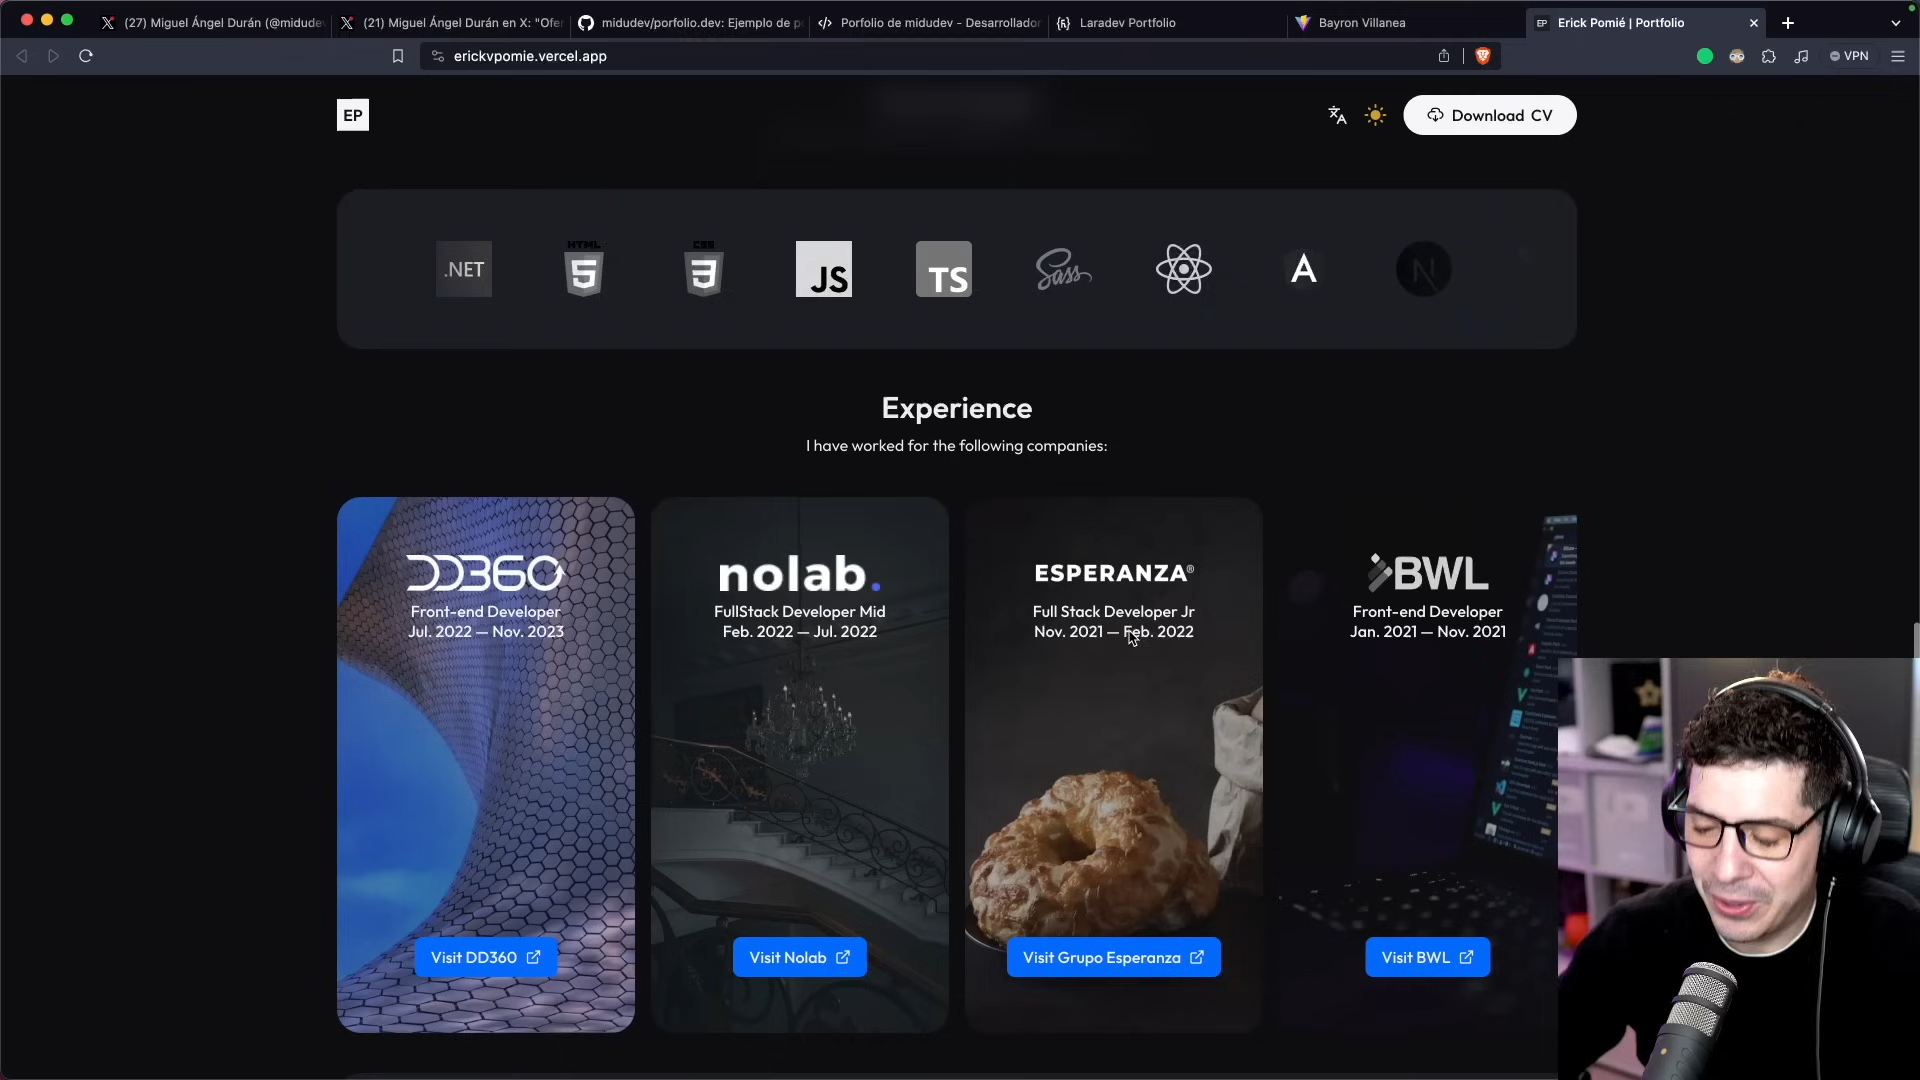 (27) Miguel Ángel Durán (@midudev
(21) Miguel Ángel Durán en X: "Ofer
midudev/porfolio.dev: Ejemplo de p
Porfolio de midudev - Desarrollador
Laradev Portfolio
Bayron Villanea
EP
Erick Pomié | Portfolio
erickvpomie.vercel.app
VPN
EP
Download CV
.NET
HTML
5
CSS
3
JS
TS
Sass
A
N
Experience
I have worked for the following companies:
DD360
Front-end Developer
Jul. 2022 — Nov. 2023
Visit DD360
nolab.
FullStack Developer Mid
Feb. 2022 — Jul. 2022
Visit Nolab
ESPERANZA®
Full Stack Developer Jr
Nov. 2021 — Feb. 2022
Visit Grupo Esperanza
BWL
Front-end Developer
Jan. 2021 — Nov. 2021
Visit BWL